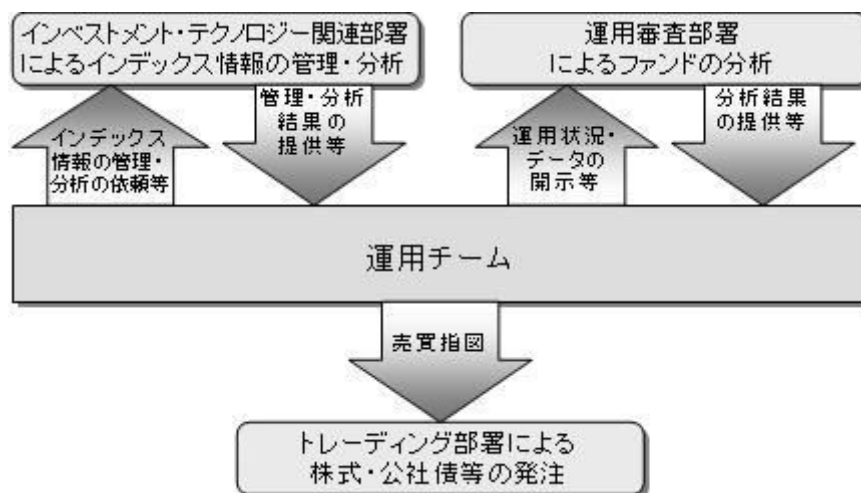 インベストメント・テクノロジー関連部署
によるインデックス情報の管理・分析
運用審査部署
によるファンドの分析
インデックス
情報の管理・
分析の依頼等
管理・分析
結果の
提供等
運用状況・
データの
開示等
分析結果
の提供等
運用チーム
売買指図
トレーディング部署による
株式・公社債等の発注